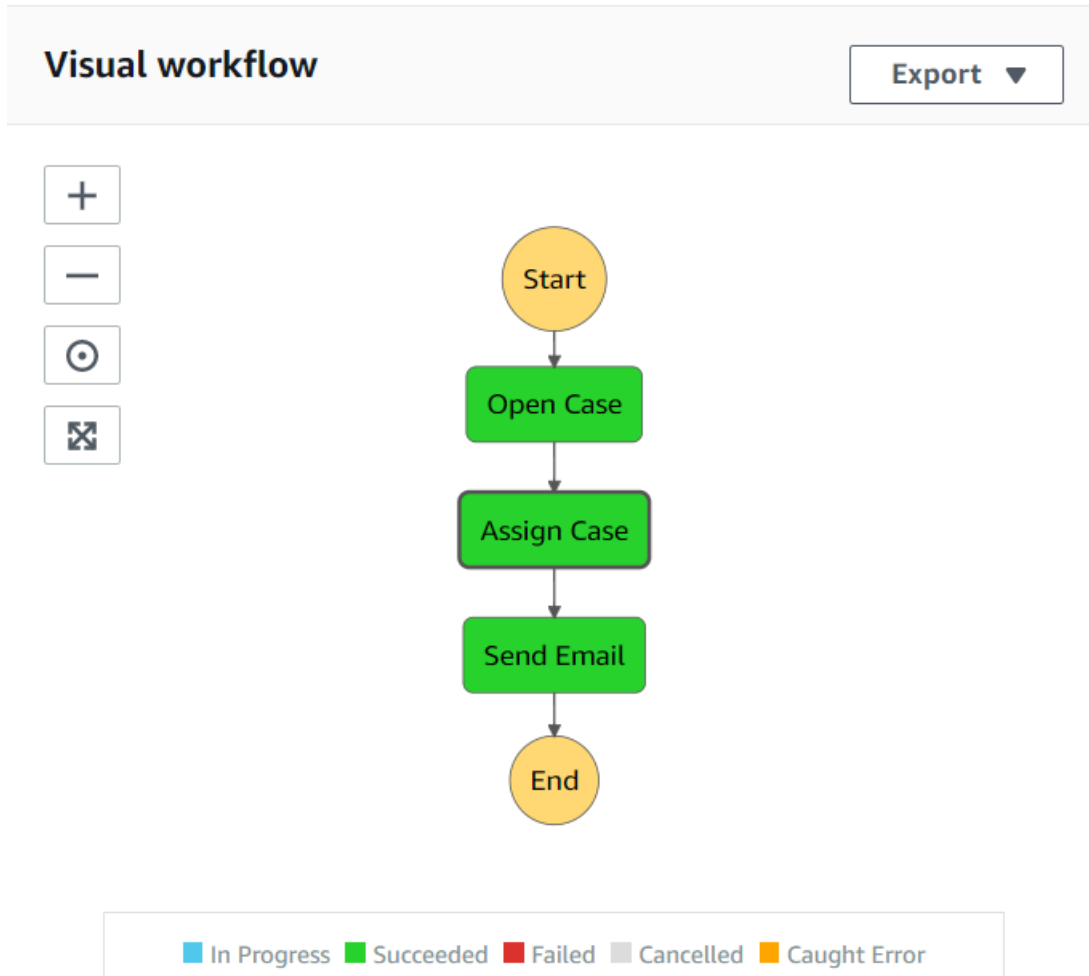 Visual workflow
Export
Start
Open Case
Assign Case
Send Email
End
In Progress Succeeded Failed Cancelled Caught Error